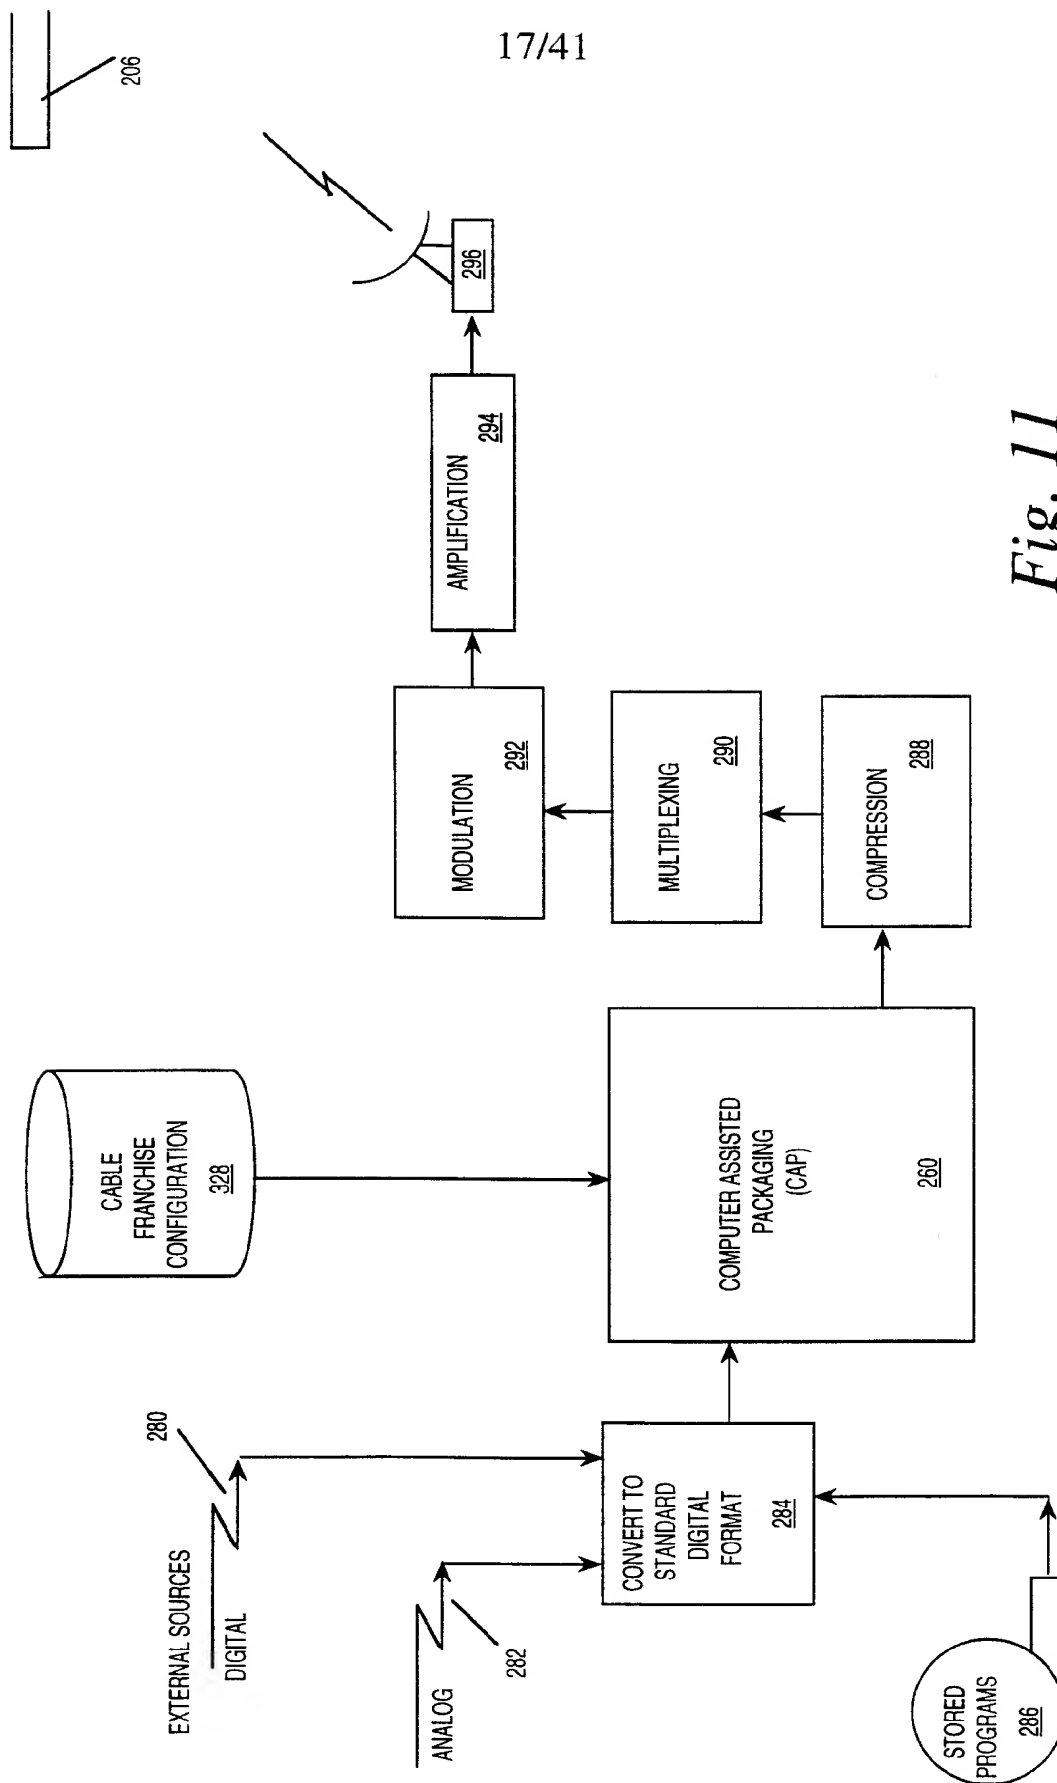 17/41
206
296
AMPLIFICATION
294
MODULATION
292
MULTIPLEXING
290
COMPRESSION
288
CABLE
FRANCHISE
CONFIGURATION
328
COMPUTER ASSISTED
PACKAGING
(CAP)
260
EXTERNAL SOURCES
DIGITAL
280
ANALOG
282
CONVERT TO
STANDARD
DIGITAL
FORMAT
284
STORED
PROGRAMS
286
Fig. 11